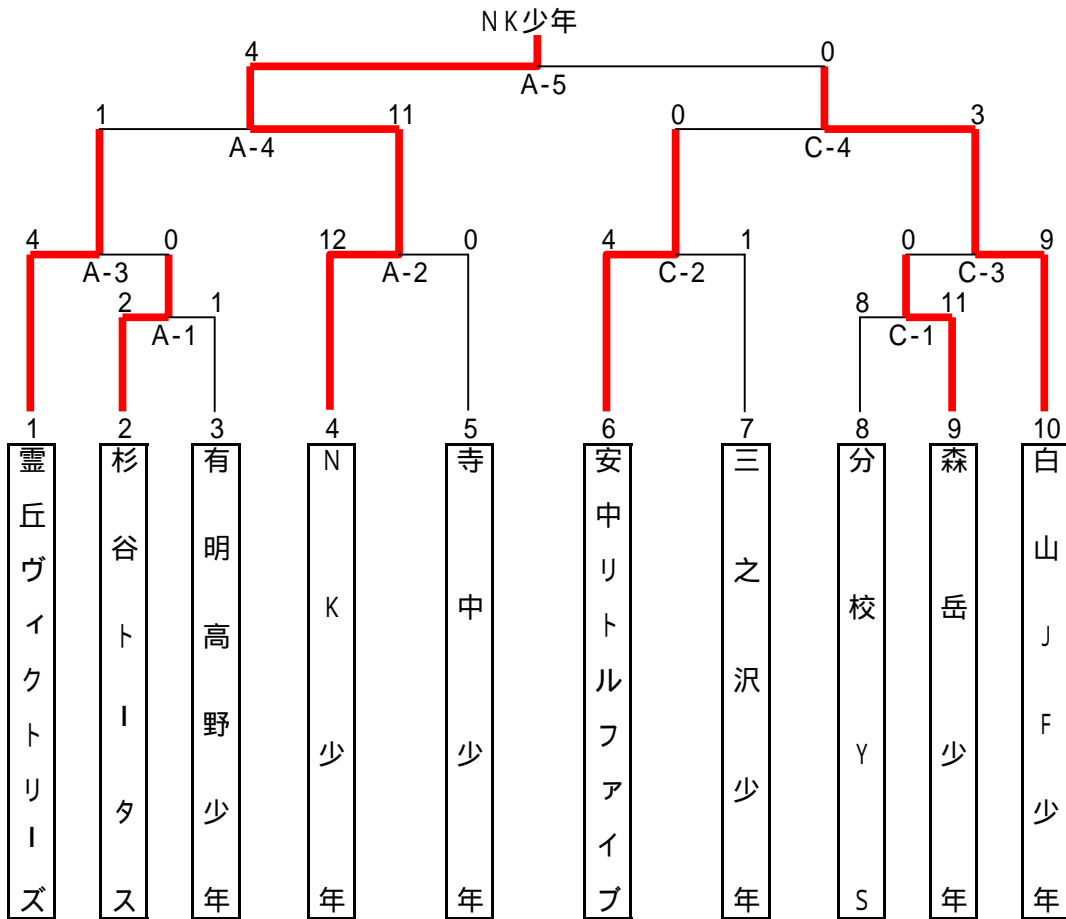 NK少年
4 0
A-5
1 11 0 3
A-4 C-4
4 0 12 0 4 1 0 9
A-3 A-2 C-2 C-3
2 1 8 11
A-1 C-1
1 2 3 4 5 6 7 8 9 10
霊丘ヴィクトリーズ
杉谷トータス
有明高野少年
NK少年
寺中少年
安中リトルファイブ
三之沢少年
分校YS
森岳少年
白山JF少年